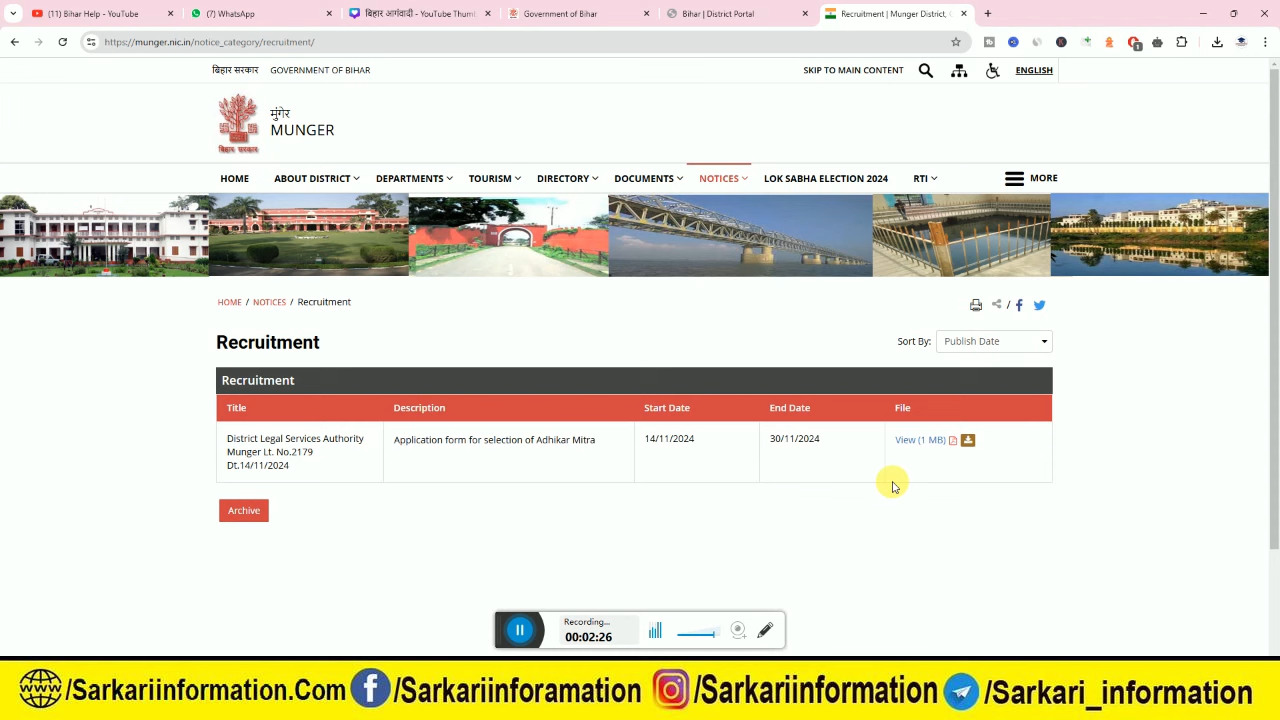 (11) Bihar Help - YouTube
(7) WhatsApp
बिहार आगंवादी - YouTube Thumb
Government of Bihar
Bihar | District Portal
Recruitment | Munger District,
https://munger.nic.in/notice_category/recruitment/
बिहार सरकार GOVERNMENT OF BIHAR
SKIP TO MAIN CONTENT
ENGLISH
मुंगेर
MUNGER
बिहार सरकार
HOME ABOUT DISTRICT DEPARTMENTS TOURISM DIRECTORY DOCUMENTS NOTICES LOK SABHA ELECTION 2024 RTI MORE
HOME / NOTICES / Recruitment
/
Recruitment
Sort By: Publish Date
Recruitment
Title Description Start Date End Date File
District Legal Services Authority
Munger Lt. No.2179
Dt.14/11/2024
Application form for selection of Adhikar Mitra
14/11/2024
30/11/2024
View (1 MB)
Archive
Recording...
00:02:26
/Sarkariinformation.Com /Sarkariinforamation /Sarkariinformation /Sarkari_information